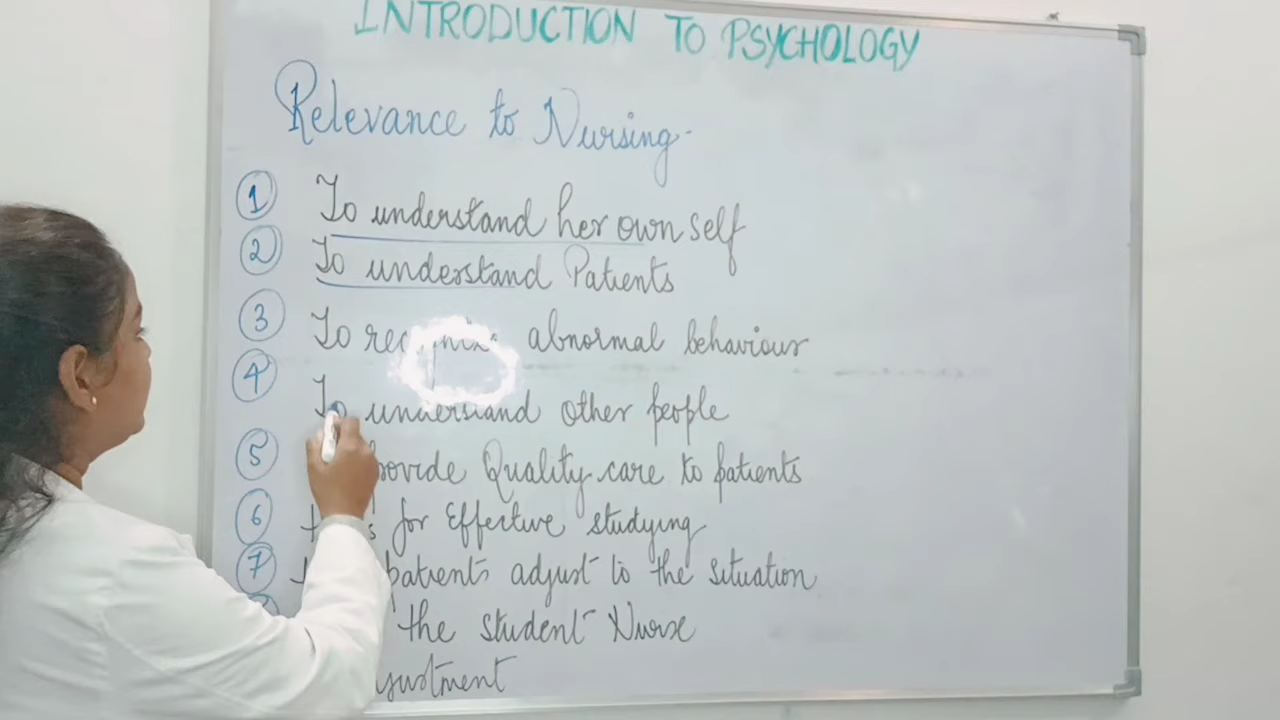 INTRODUCTION TO PSYCHOLOGY
Relevance to Nursing.
1 To understand her own self
2 To understand Patients
3 To recognize abnormal behaviour
4 To understand other people
5 Quality care to patients
6 for Effective studying
7 patients adjust to the situation
the student Nurse